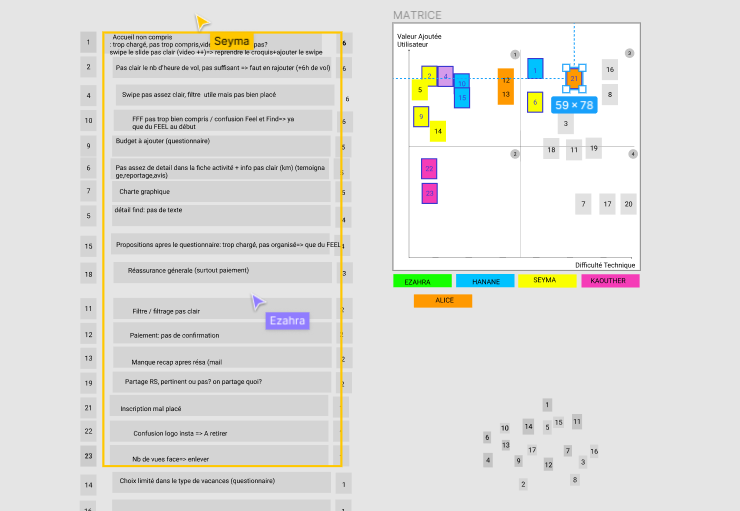 MATRICE
1
Accueil non compris
: trop chargé, pas trop compris, pas?
swipe le slide pas clair (video ++)=> reprendre le croquis+ajouter le swipe
6
Seyma
2
Pas clair le nb d'heure de vol, pas suffisant => faut en rajouter (+6h de vol)
6
4
Swipe pas assez clair, filtre utile mais pas bien placé
6
10
FFF pas trop bien compris / confusion Feel et Find=> ya
que du FEEL au début
6
9
Budget à ajouter (questionnaire)
5
6
Pas assez de detail dans la fiche activité + info pas clair (km) (temoigna
ge,reportage,avis)
5
7
Charte graphique
5
5
détail find: pas de texte
4
15
Propositions apres le questionnaire: trop chargé, pas organisé=> que du FEEL
4
18
Réassurance génerale (surtout paiement)
3
Ezahra
11
Filtre / filtrage pas clair
2
12
Paiement: pas de confirmation
2
13
Manque recap apres résa (mail
2
19
Partage RS, pertinent ou pas? on partage quoi?
2
21
Inscription mal placé
22
Confusion logo insta => A retirer
23
Nb de vues face=> enlever
14
Choix limité dans le type de vacances (questionnaire)
1
16
1
Valeur Ajoutée
Utilisateur
1
3
2
4
10
5
15
12
13
1
21
16
6
59 × 78
8
9
14
3
2
18
11
19
4
22
23
7
17
20
Difficulté Technique
EZAHRA
HANANE
SEYMA
KAOUTHER
ALICE
1
10
14
5
15
11
6
13
17
7
16
4
9
12
3
2
8